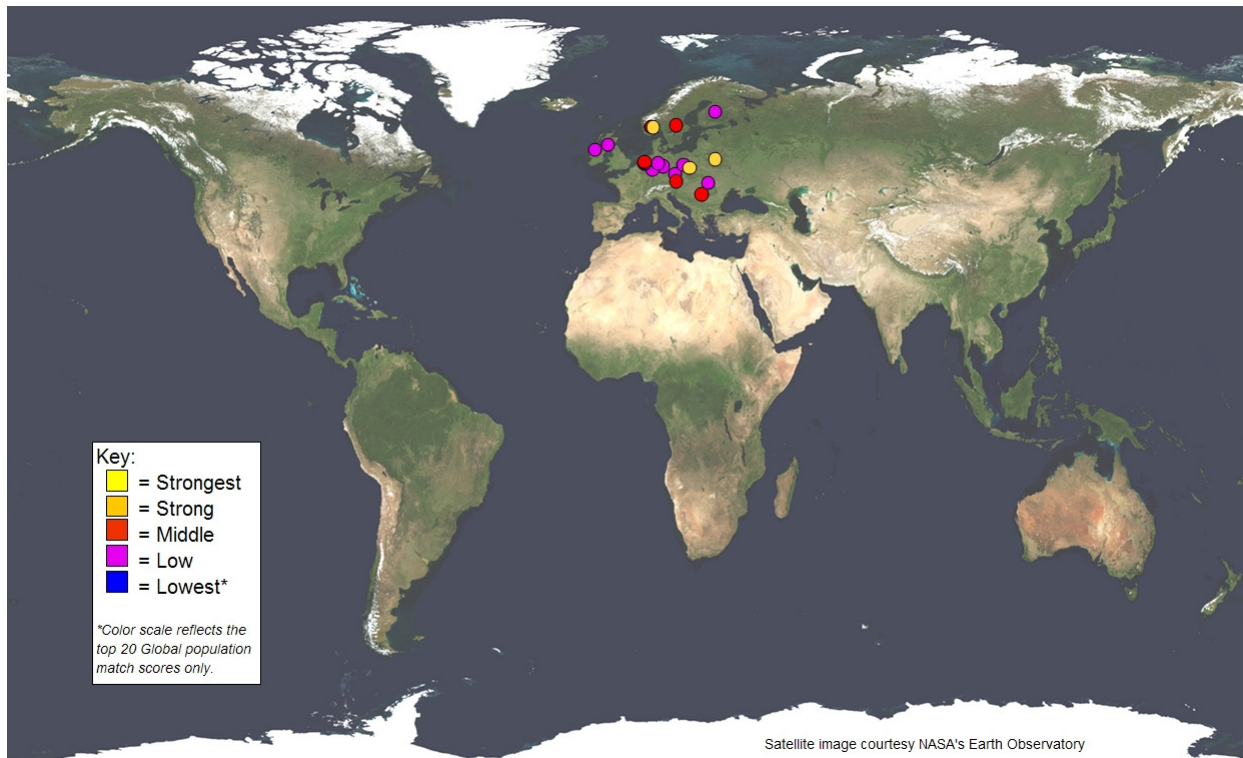 Key:
= Strongest
= Strong
= Middle
= Low
= Lowest*
*Color scale reflects the
top 20 Global population
match scores only.
Satellite image courtesy NASA's Earth Observatory